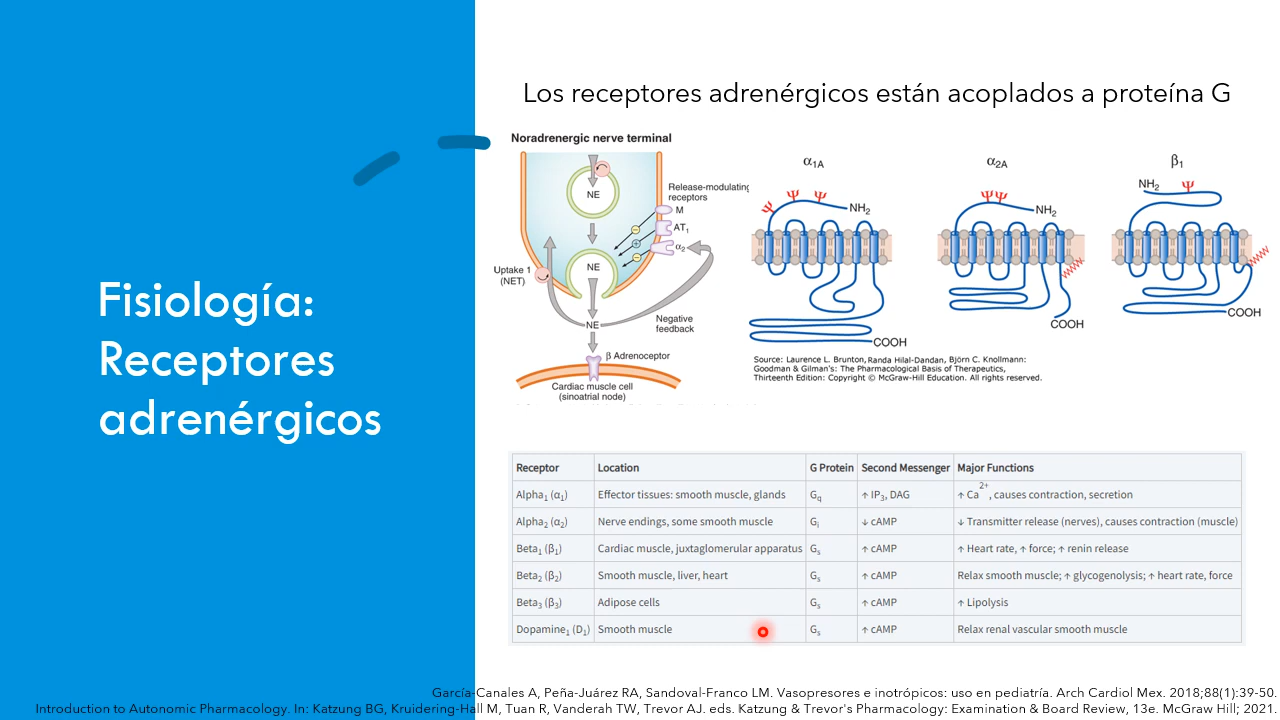 Fisiología:
Receptores
adrenérgicos
Los receptores adrenérgicos están acoplados a proteína G
Noradrenergic nerve terminal
NE
Release-modulating
receptors
M
AT1
α2
NE
Uptake 1
(NET)
Negative
feedback
NE
β Adrenoceptor
Cardiac muscle cell
(sinoatrial node)
α1A
Ψ Ψ Ψ
NH2
COOH
α2A
ΨΨ
NH2
COOH
β1
NH2
Ψ
COOH
Source: Laurence L. Brunton, Randa Hilal-Dandan, Björn C. Knollmann:
Goodman & Gilman's: The Pharmacological Basis of Therapeutics,
Thirteenth Edition: Copyright © McGraw-Hill Education. All rights reserved.
Receptor Location G Protein Second Messenger Major Functions
Alpha1 (α1) Effector tissues: smooth muscle, glands Gq ↑ IP3, DAG ↑ Ca2+, causes contraction, secretion
Alpha2 (α2) Nerve endings, some smooth muscle Gi ↓ cAMP ↓ Transmitter release (nerves), causes contraction (muscle)
Beta1 (β1) Cardiac muscle, juxtaglomerular apparatus Gs ↑ cAMP ↑ Heart rate, ↑ force; ↑ renin release
Beta2 (β2) Smooth muscle, liver, heart Gs ↑ cAMP Relax smooth muscle; ↑ glycogenolysis; ↑ heart rate, force
Beta3 (β3) Adipose cells Gs ↑ cAMP ↑ Lipolysis
Dopamine1 (D1) Smooth muscle Gs ↑ cAMP Relax renal vascular smooth muscle
García-Canales A, Peña-Juárez RA, Sandoval-Franco LM. Vasopresores e inotrópicos: uso en pediatría. Arch Cardiol Mex. 2018;88(1):39-50.
Introduction to Autonomic Pharmacology. In: Katzung BG, Kruidering-Hall M, Tuan R, Vanderah TW, Trevor AJ. eds. Katzung & Trevor's Pharmacology: Examination & Board Review, 13e. McGraw Hill; 2021.